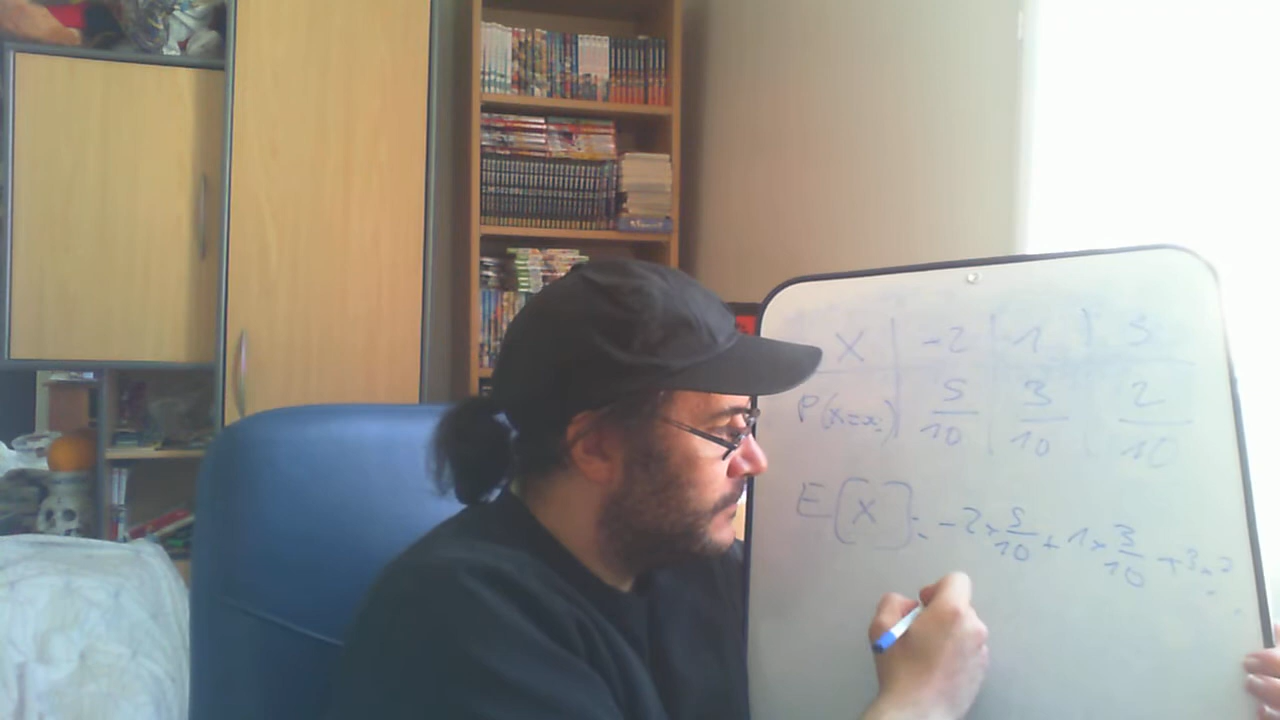 X | -2 | 1 | 3
P(X=xi) | 5/10 | 3/10 | 2/10
E[X] = -2 × 5/10 + 1 × 3/10 + 3 ×